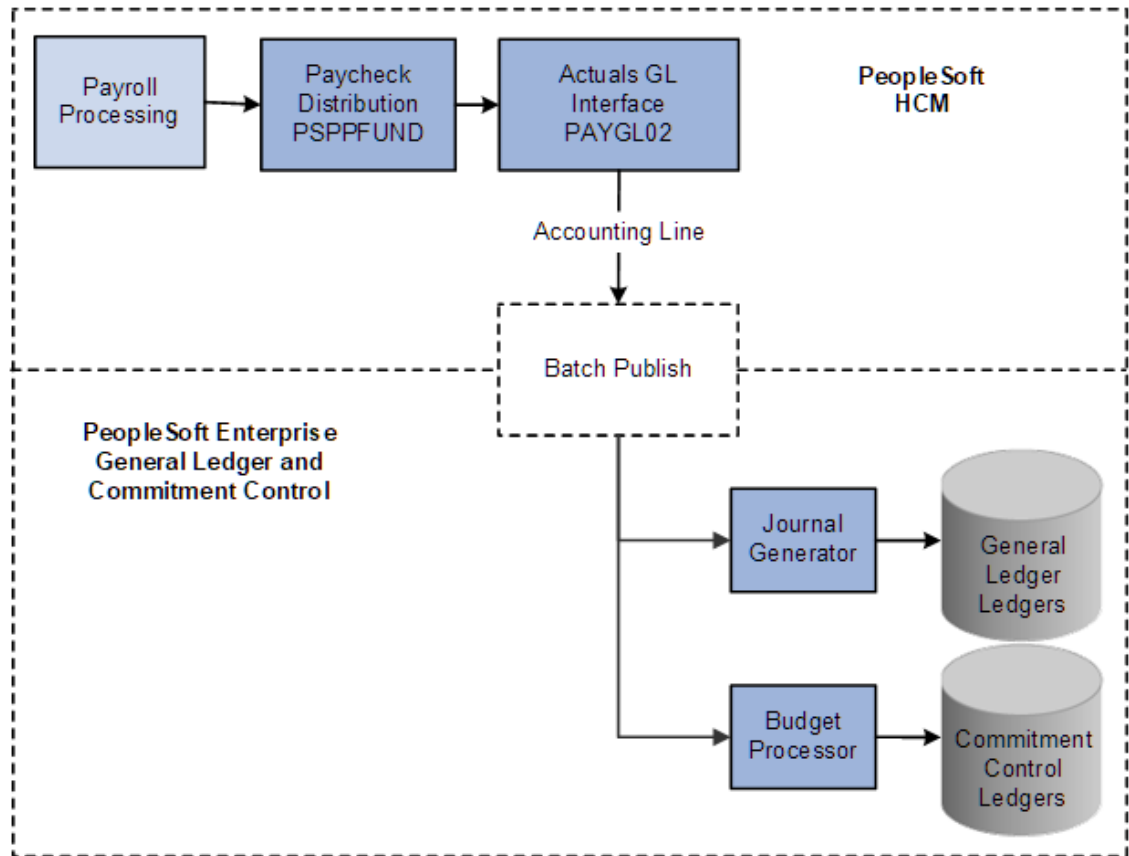 Payroll
Processing
Paycheck
Distribution
PSPPFUND
Actuals GL
Interface
PAYGL02
PeopleSoft
HCM
Accounting Line
Batch Publish
PeopleSoft Enterprise
General Ledger and
Commitment Control
Journal
Generator
General
Ledger
Ledgers
Budget
Processor
Commitment
Control
Ledgers